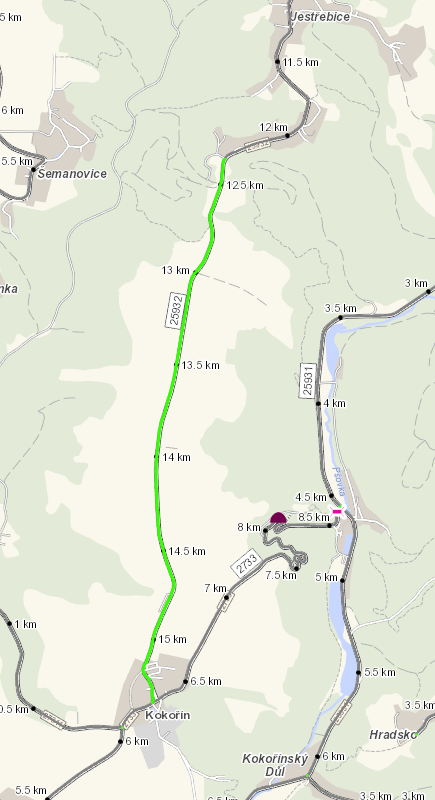 5 km
Jestřebice
11.5 km
6 km
12 km
25932
5.5 km
Semanovice
12.5 km
13 km
3 km
nka
3.5 km
25932
13.5 km
25931
4 km
14 km
Pšovka
4.5 km
8.5 km
8 km
14.5 km
2733
7.5 km
5 km
7 km
1 km
15 km
5.5 km
6.5 km
0.5 km
Kokořín
3.5 km
Hradsko
6 km
6 km
Kokořínský
Důl
5.5 km
3.5 km
3 km